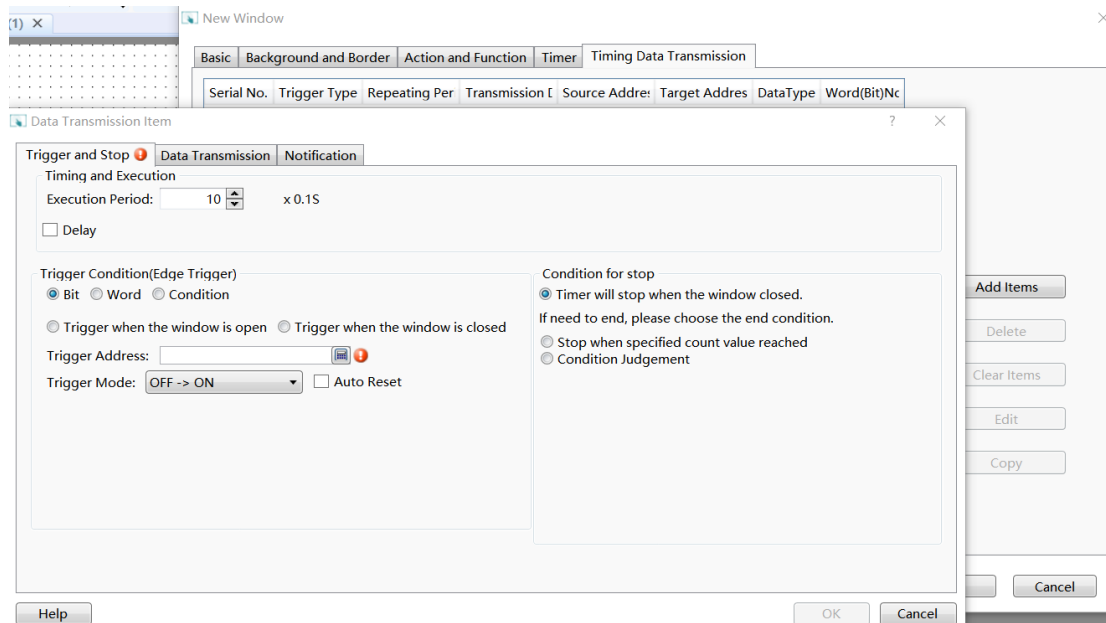 (1) ×
New Window
Basic Background and Border Action and Function Timer Timing Data Transmission
Serial No. Trigger Type Repeating Per Transmission D Source Addres Target Addres DataType Word(Bit)No
Data Transmission Item ? ×
Trigger and Stop Data Transmission Notification
Timing and Execution
Execution Period: 10 x 0.1S
Delay
Trigger Condition(Edge Trigger)
Bit Word Condition
Trigger when the window is open Trigger when the window is closed
Trigger Address:
Trigger Mode: OFF -> ON Auto Reset
Condition for stop
Timer will stop when the window closed.
If need to end, please choose the end condition.
Stop when specified count value reached
Condition Judgement
Add Items
Delete
Clear Items
Edit
Copy
Cancel
Help OK Cancel